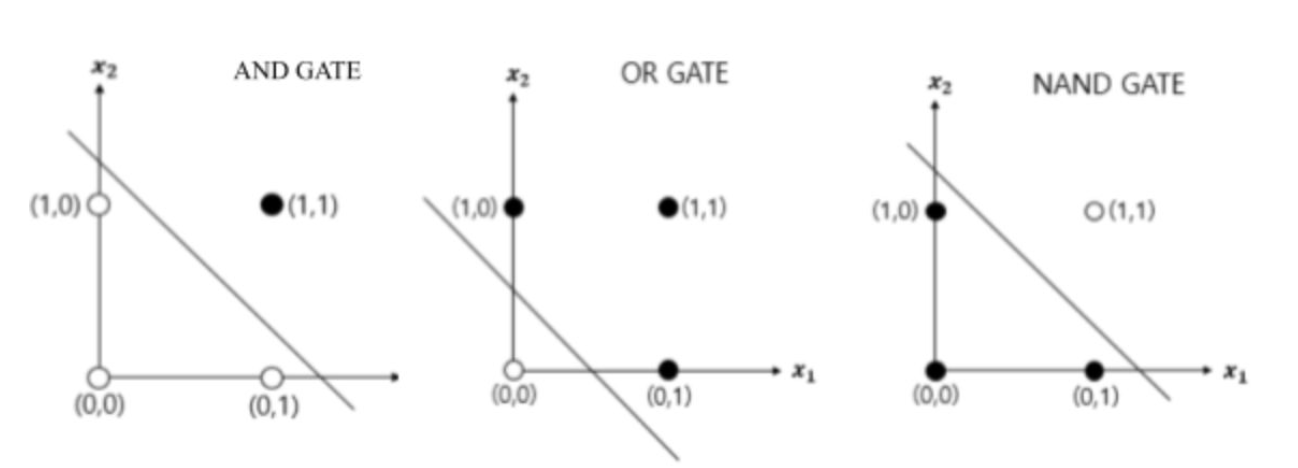 x₂
AND GATE
(1,0)
(1,1)
(0,0)
(0,1)
x₂
OR GATE
(1,0)
(1,1)
(0,0)
(0,1)
x₁
x₂
NAND GATE
(1,0)
(1,1)
(0,0)
(0,1)
x₁